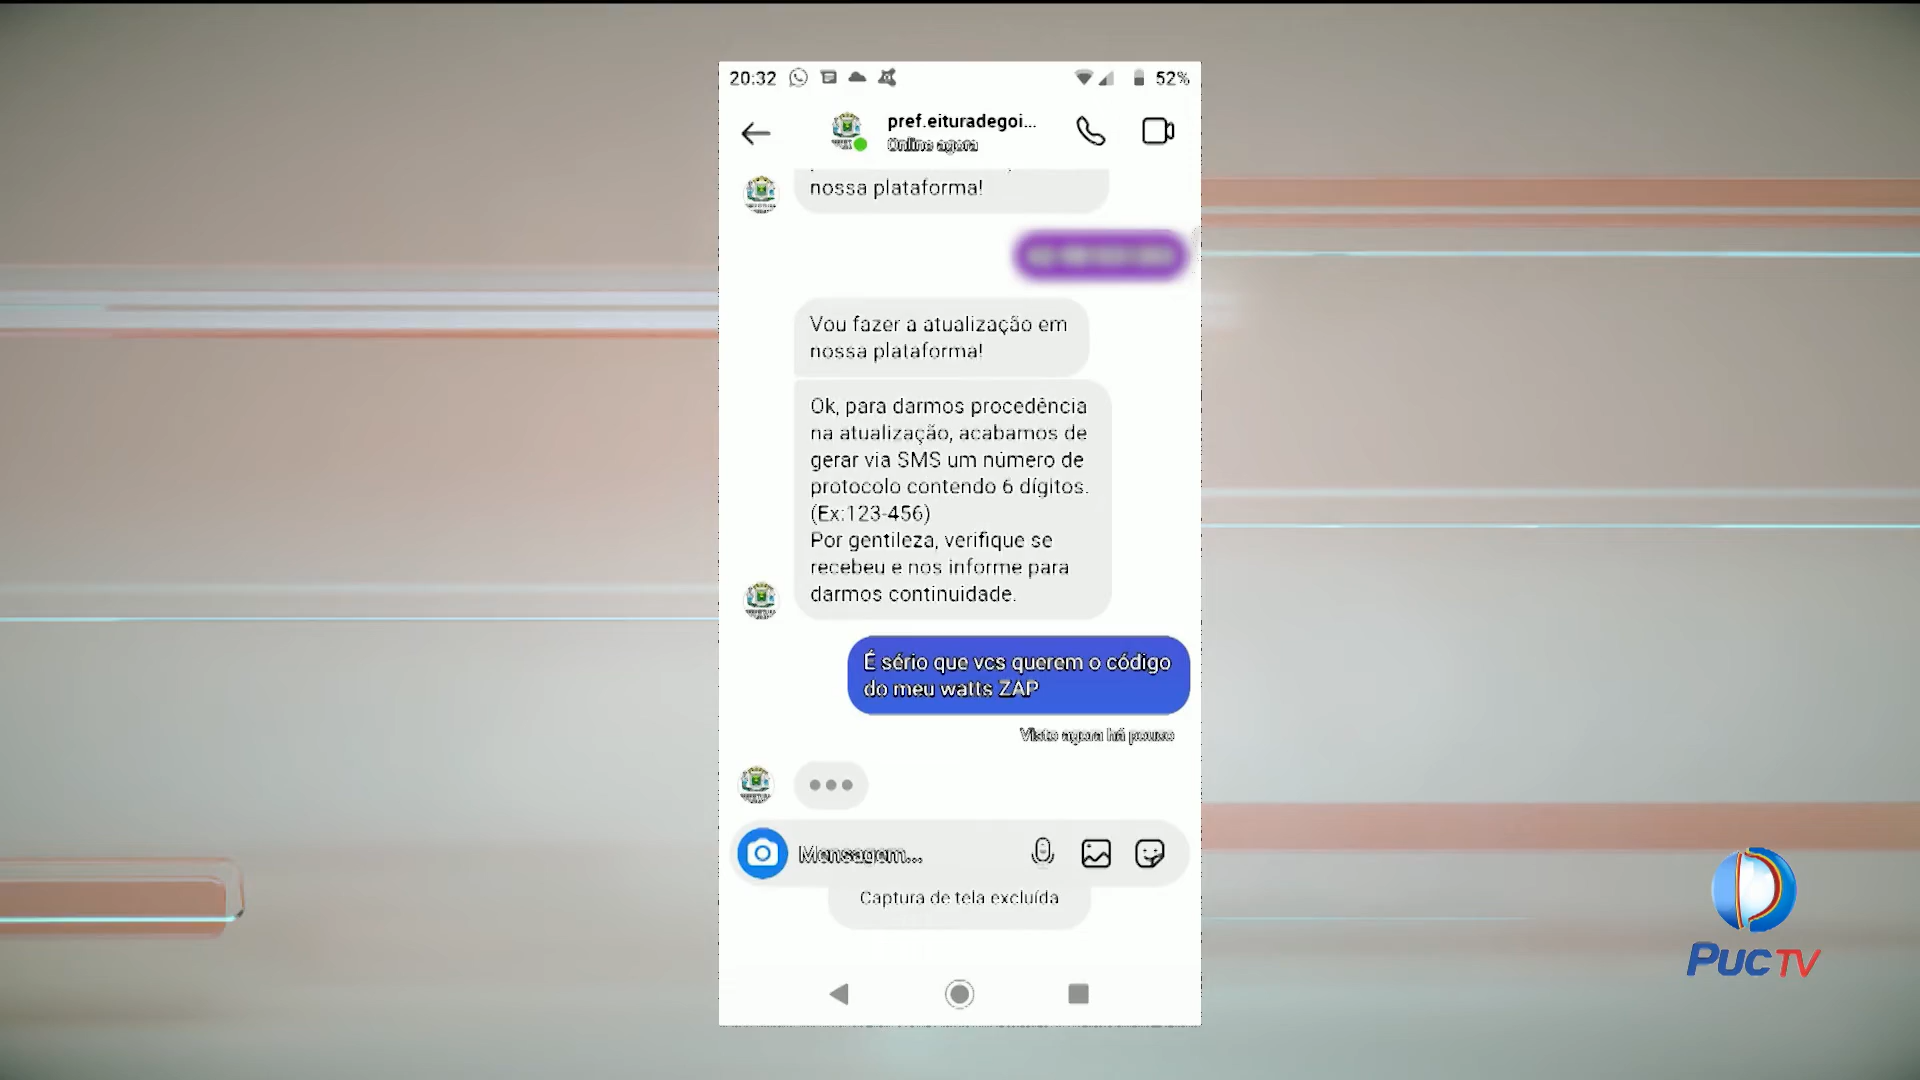 20:32
52%
pref.eituradegoi...
Online agora
nossa plataforma!
Vou fazer a atualização em
nossa plataforma!
Ok, para darmos procedência
na atualização, acabamos de
gerar via SMS um número de
protocolo contendo 6 dígitos.
(Ex:123-456)
Por gentileza, verifique se
recebeu e nos informe para
darmos continuidade.
É sério que vcs querem o código
do meu watts ZAP
Visto agora há pouco
Mensagem...
Captura de tela excluída
PUC TV